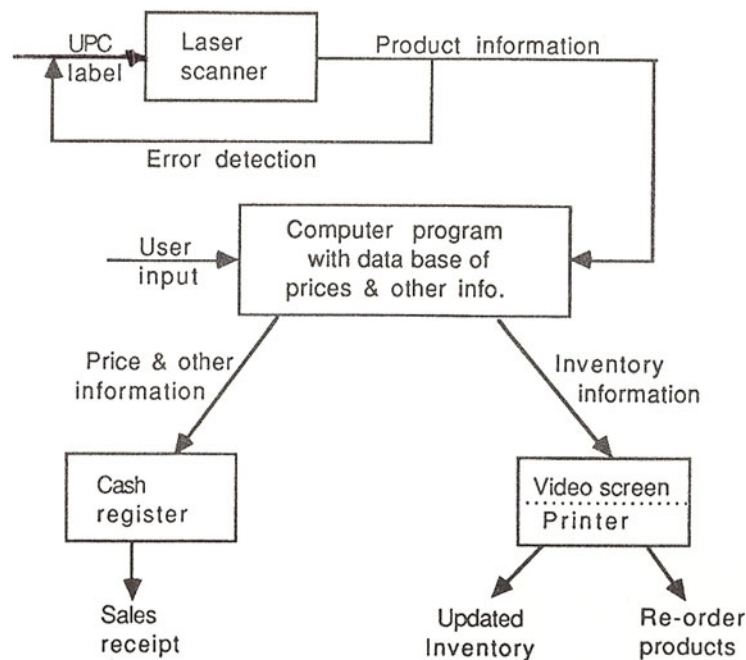 UPC
label
Laser
scanner
Product information
Error detection
User
input
Computer program
with data base of
prices & other info.
Price & other
information
Inventory
information
Cash
register
Video screen
Printer
Sales
receipt
Updated
Inventory
Re-order
products